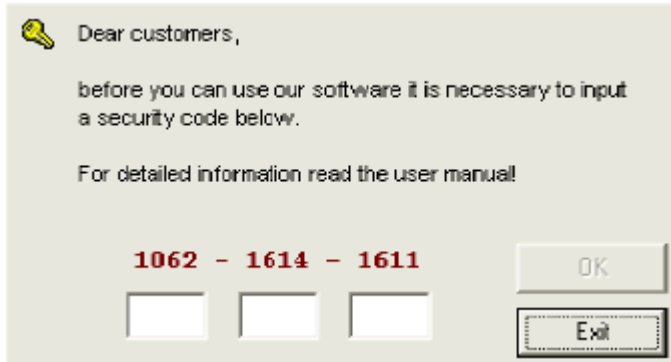 Dear customers,
before you can use our software it is necessary to input
a security code below.
For detailed information read the user manual!
1062 - 1614 - 1611
OK
Exit